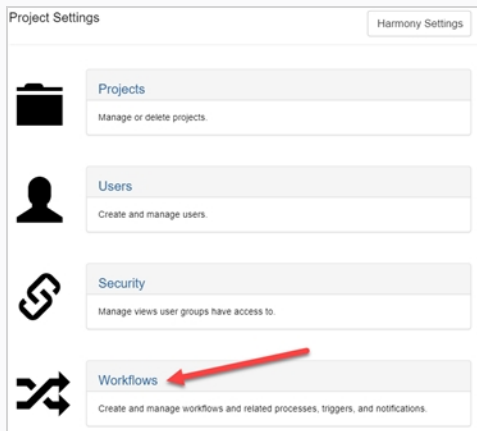 Project Settings
Harmony Settings
Projects
Manage or delete projects.
Users
Create and manage users.
Security
Manage views user groups have access to.
Workflows
Create and manage workflows and related processes, triggers, and notifications.